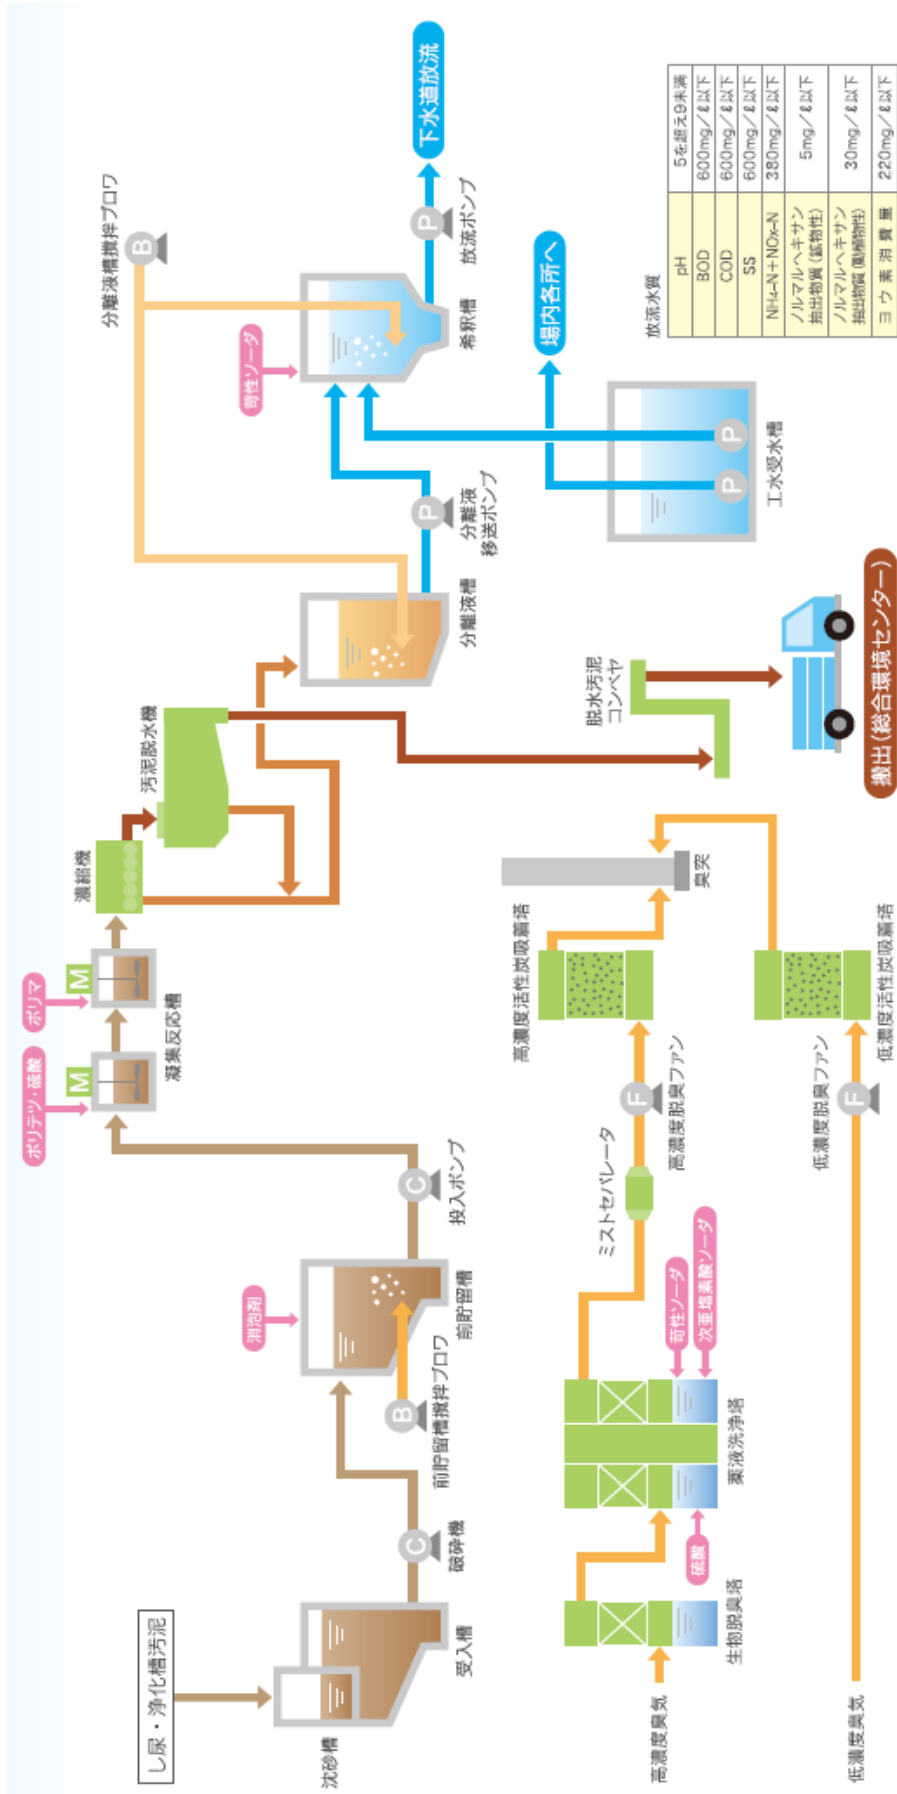 し尿・浄化槽汚泥
沈砂槽
受入槽
破砕機
消泡剤
前貯留槽
B
前貯留槽攪拌ブロワ
C
C
投入ポンプ
ポリテツ・硫酸
ポリマ
M
M
凝集反応槽
濃縮機
汚泥脱水機
分離液槽
分離液槽攪拌ブロワ
B
P
分離液
移送ポンプ
苛性ソーダ
希釈槽
P
放流ポンプ
下水道放流
場内各所へ
P
P
工水受水槽
脱水汚泥
コンベヤ
搬出(総合環境センター)
高濃度臭気
生物脱臭塔
硫酸
薬液洗浄塔
苛性ソーダ
次亜塩素酸ソーダ
ミストセパレータ
F
高濃度脱臭ファン
高濃度活性炭吸着塔
臭突
低濃度臭気
F
低濃度脱臭ファン
低濃度活性炭吸着塔
放流水質
pH 5を超え9未満
BOD 600mg/ℓ以下
COD 600mg/ℓ以下
SS 600mg/ℓ以下
NH₄-N+NOx-N 380mg/ℓ以下
ノルマルヘキサン
抽出物質(鉱物性) 5mg/ℓ以下
ノルマルヘキサン
抽出物質(動植物性) 30mg/ℓ以下
ヨウ素消費量 220mg/ℓ以下